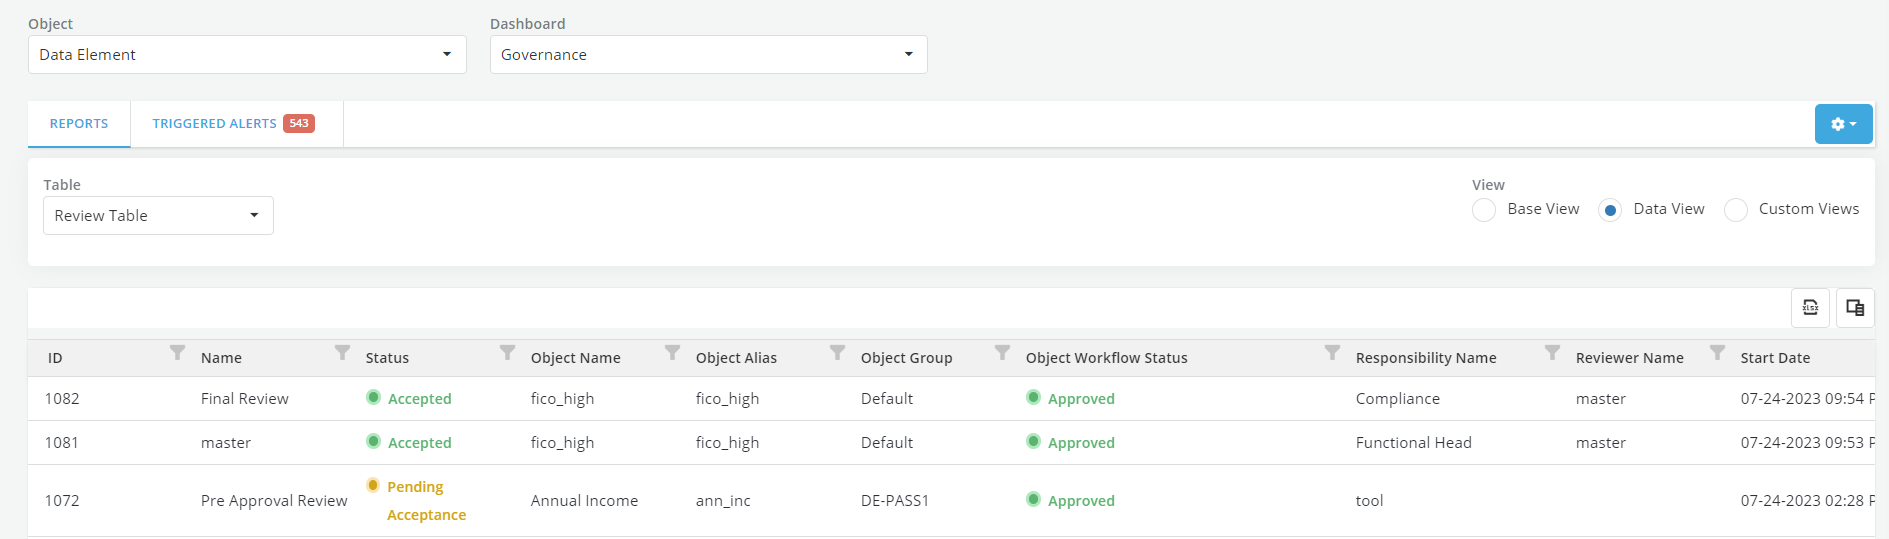 Object Dashboard
Data Element Governance
REPORTS TRIGGERED ALERTS 543
Table View
Review Table Base View Data View Custom Views
xlsx
ID Name Status Object Name Object Alias Object Group Object Workflow Status Responsibility Name Reviewer Name Start Date
1082 Final Review Accepted fico_high fico_high Default Approved Compliance master 07-24-2023 09:54 P
1081 master Accepted fico_high fico_high Default Approved Functional Head master 07-24-2023 09:53 P
1072 Pre Approval Review Pending Acceptance Annual Income ann_inc DE-PASS1 Approved tool 07-24-2023 02:28 P